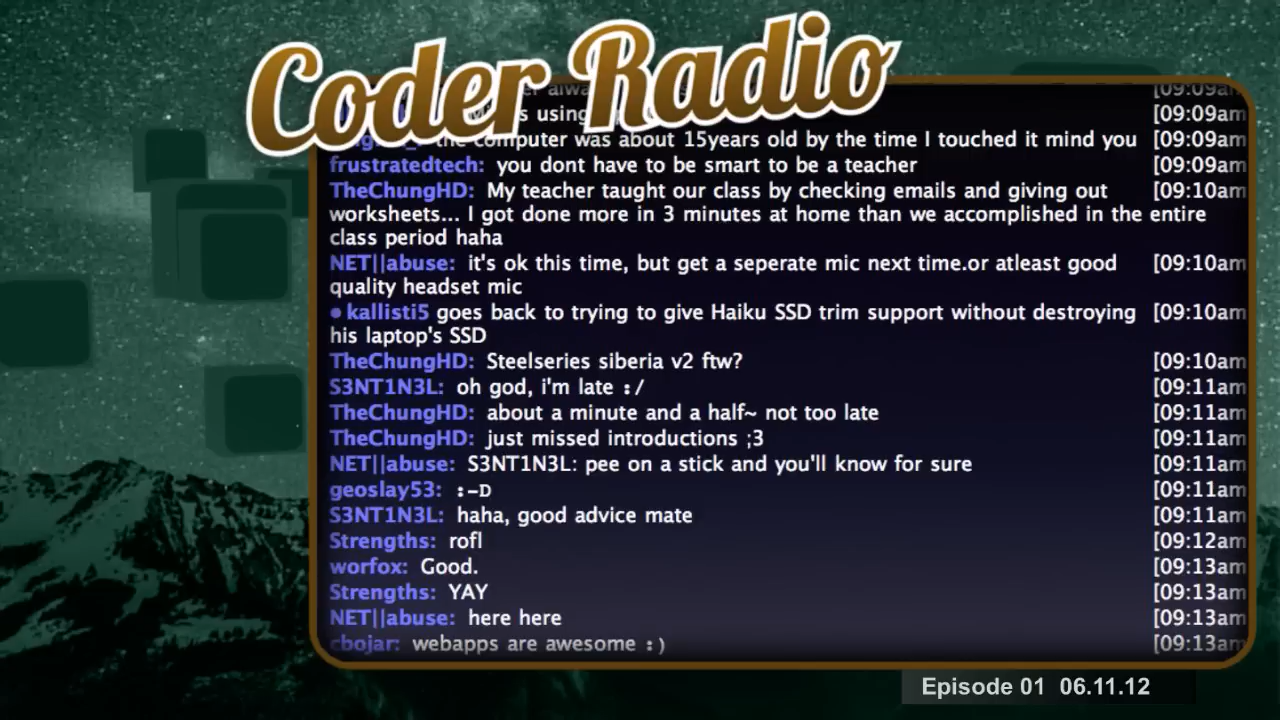 Coder Radio
[09:09am
s using [09:09am
the computer was about 15years old by the time I touched it mind you [09:09am
frustratedtech: you dont have to be smart to be a teacher [09:09am
TheChungHD: My teacher taught our class by checking emails and giving out [09:10am
worksheets... I got done more in 3 minutes at home than we accomplished in the entire
class period haha
NET||abuse: it's ok this time, but get a seperate mic next time.or atleast good [09:10am
quality headset mic
• kallisti5 goes back to trying to give Haiku SSD trim support without destroying [09:10am
his laptop's SSD
TheChungHD: Steelseries siberia v2 ftw? [09:10am
S3NT1N3L: oh god, i'm late :/ [09:11am
TheChungHD: about a minute and a half~ not too late [09:11am
TheChungHD: just missed introductions ;3 [09:11am
NET||abuse: S3NT1N3L: pee on a stick and you'll know for sure [09:11am
geoslay53: :-D [09:11am
S3NT1N3L: haha, good advice mate [09:11am
Strengths: rofl [09:12am
worfox: Good. [09:13am
Strengths: YAY [09:13am
NET||abuse: here here [09:13am
cbojar: webapps are awesome :) [09:13am
Episode 01 06.11.12